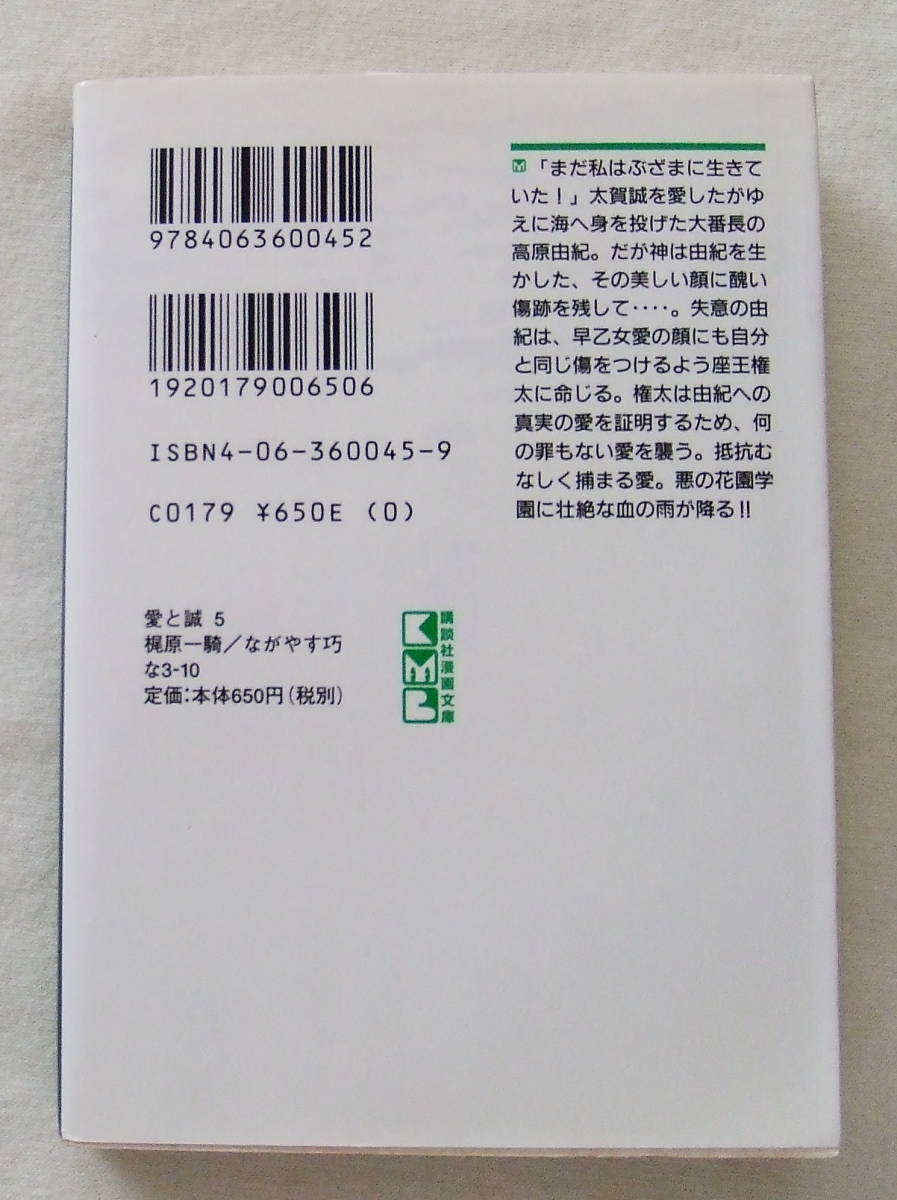 9784063600452
1920179006506
ISBN4-06-360045-9
C0179 ¥650E (0)
「まだ私はぶざまに生きて
いた！」太賀誠を愛したがゆ
えに海へ身を投げた大番長の
高原由紀。だが神は由紀を生
かした、その美しい顔に醜い
傷跡を残して‥‥。失意の由
紀は、早乙女愛の顔にも自分
と同じ傷をつけるよう座王権
太に命じる。権太は由紀への
真実の愛を証明するため、何
の罪もない愛を襲う。抵抗む
なしく捕まる愛。悪の花園学
園に壮絶な血の雨が降る!!
愛と誠 5
梶原一騎／ながやす巧
な3-10
定価:本体650円(税別)
KMB
講談社漫画文庫